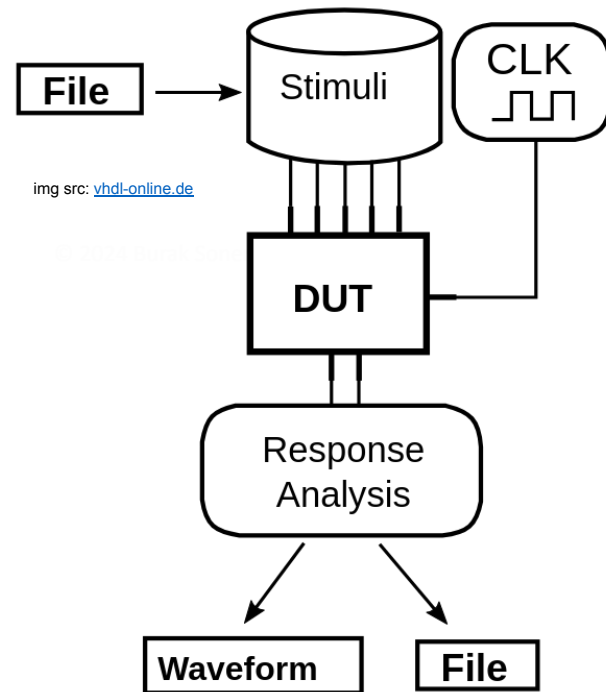 File
Stimuli
CLK
img src: vhdl-online.de
DUT
Response
Analysis
Waveform
File